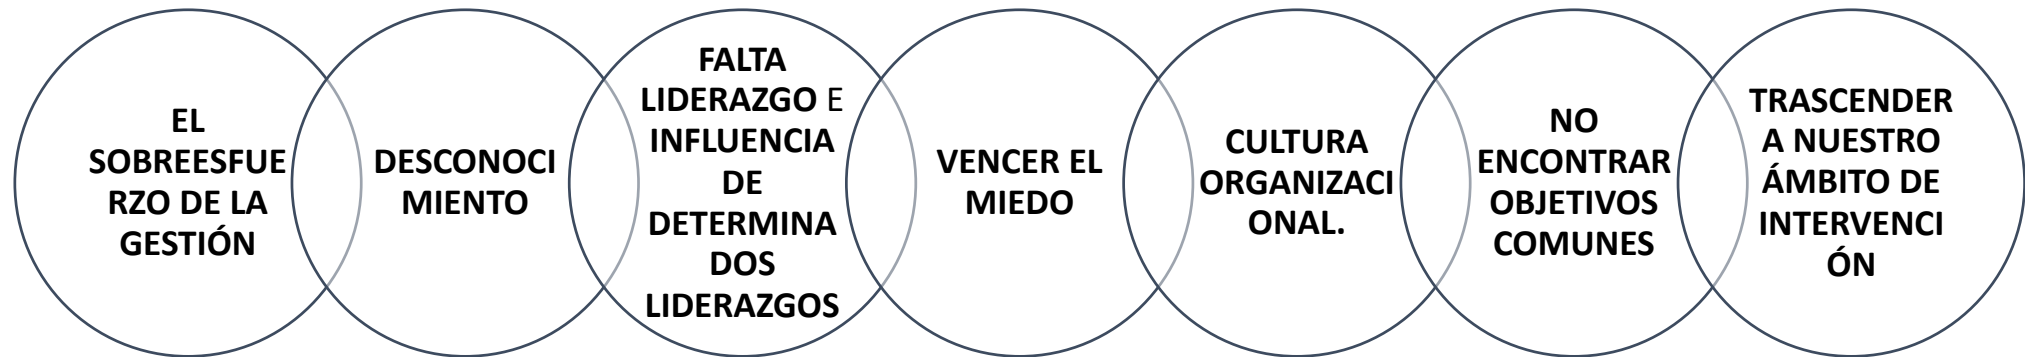 EL
SOBREESFUE
RZO DE LA
GESTIÓN
DESCONOCI
MIENTO
FALTA
LIDERAZGO E
INFLUENCIA
DE
DETERMINA
DOS
LIDERAZGOS
VENCER EL
MIEDO
CULTURA
ORGANIZACI
ONAL.
NO
ENCONTRAR
OBJETIVOS
COMUNES
TRASCENDER
A NUESTRO
ÁMBITO DE
INTERVENCI
ÓN